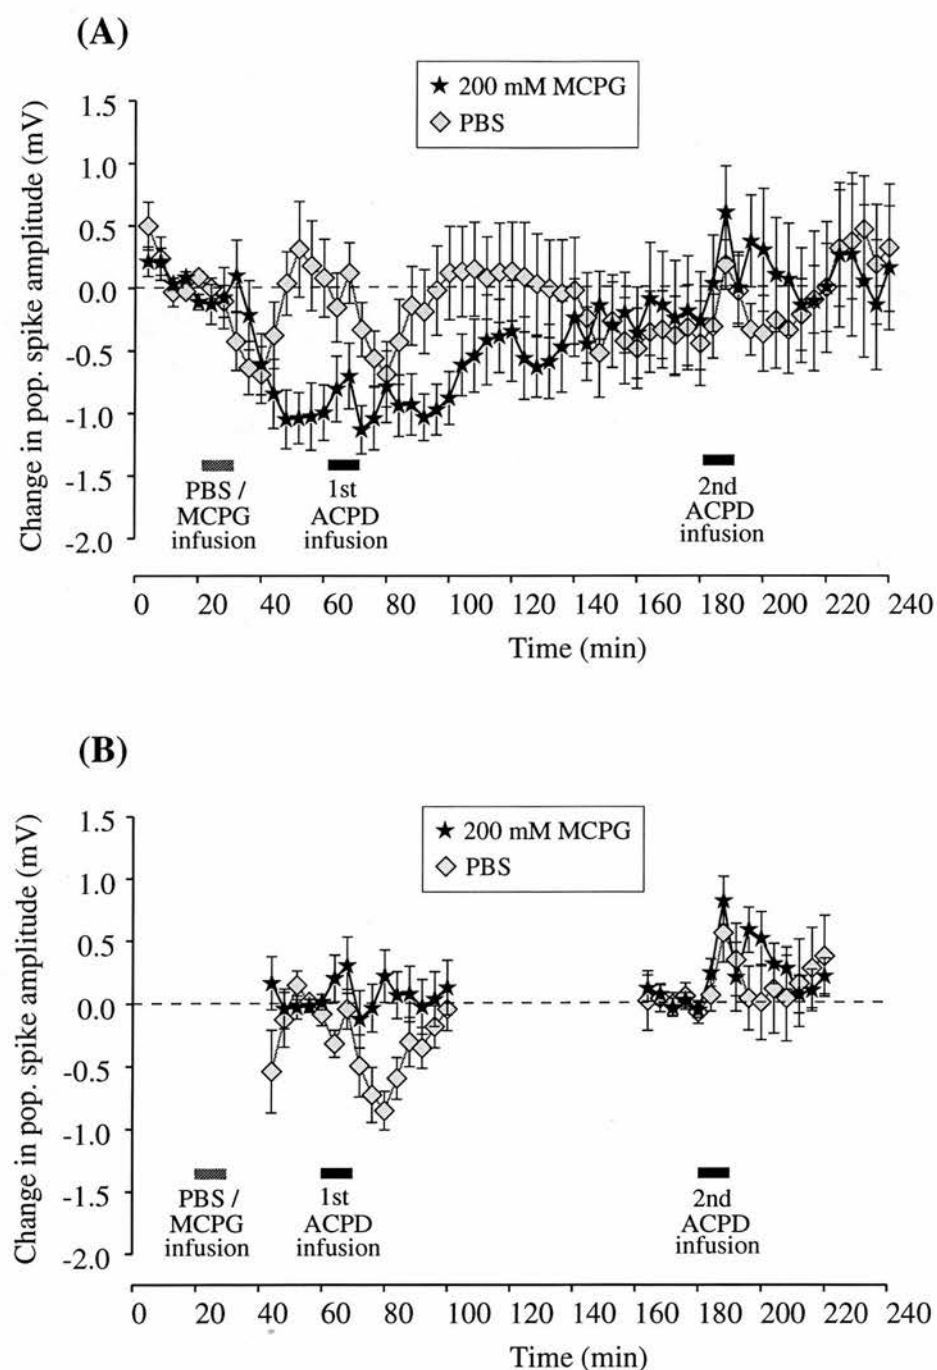 (A)
200 mM MCPG
PBS
Change in pop. spike amplitude (mV)
1.5
1.0
0.5
0.0
-0.5
-1.0
-1.5
-2.0
PBS /
MCPG
infusion
1st
ACPD
infusion
2nd
ACPD
infusion
0 20 40 60 80 100 120 140 160 180 200 220 240
Time (min)
(B)
200 mM MCPG
PBS
Change in pop. spike amplitude (mV)
1.5
1.0
0.5
0.0
-0.5
-1.0
-1.5
-2.0
PBS /
MCPG
infusion
1st
ACPD
infusion
2nd
ACPD
infusion
0 20 40 60 80 100 120 140 160 180 200 220 240
Time (min)